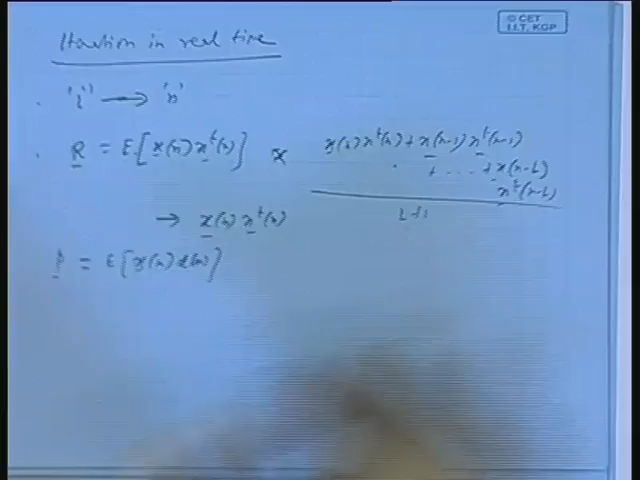 © CET
I.I.T. KGP
Iteration in real time
'i' → 'n'
R = E[x(n) x^t(n)] x
x(n) x^t(n) + x(n-1) x^t(n-1)
+ ... + x(n-L)
x^t(n-L)
L+1
→ x(n) x^t(n)
p = E[x(n) d(n)]